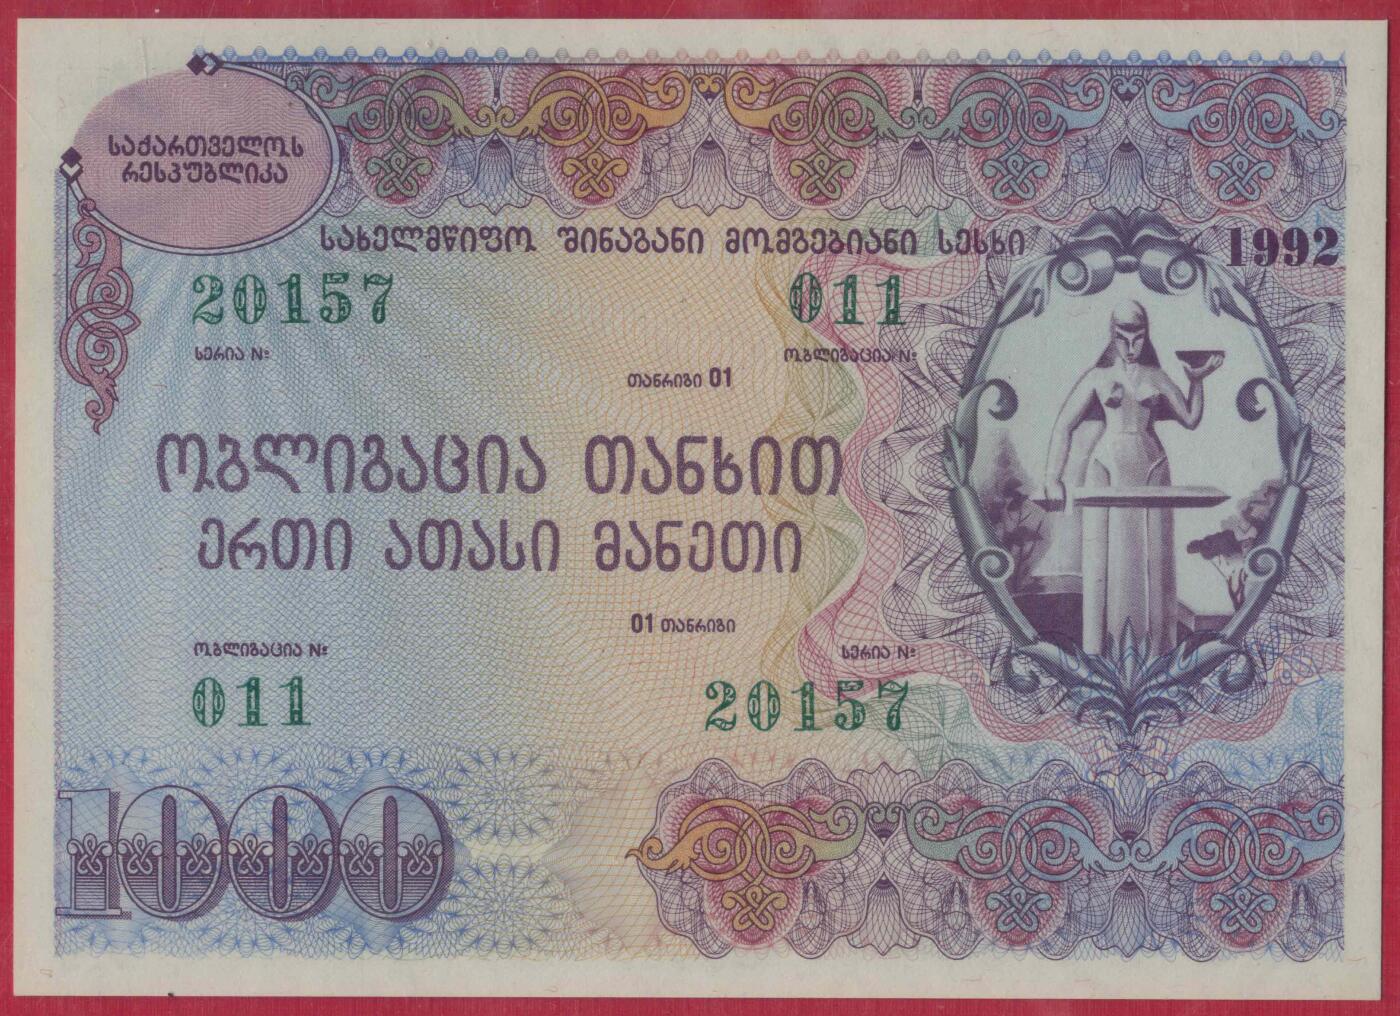 საქართველოს
რესპუბლიკა
სახელმწიფო შინაგანი მომგებიანი სესხი
1992
20157 011
სერია № ობლიგაცია №
თანრიგი 01
ობლიგაცია თანხით
ერთი ათასი მანეთი
01 თანრიგი
ობლიგაცია № სერია №
011 20157
1000